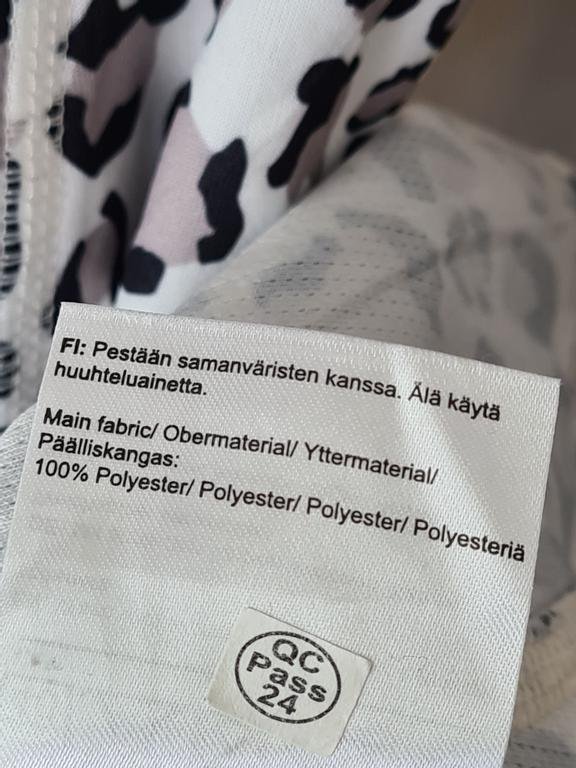 FI: Pestään samanväristen kanssa. Älä käytä
huuhteluainetta.
Main fabric/ Obermaterial/ Yttermaterial/
Päälliskangas:
100% Polyester/ Polyester/ Polyester/ Polyesteriä
QC
Pass
24